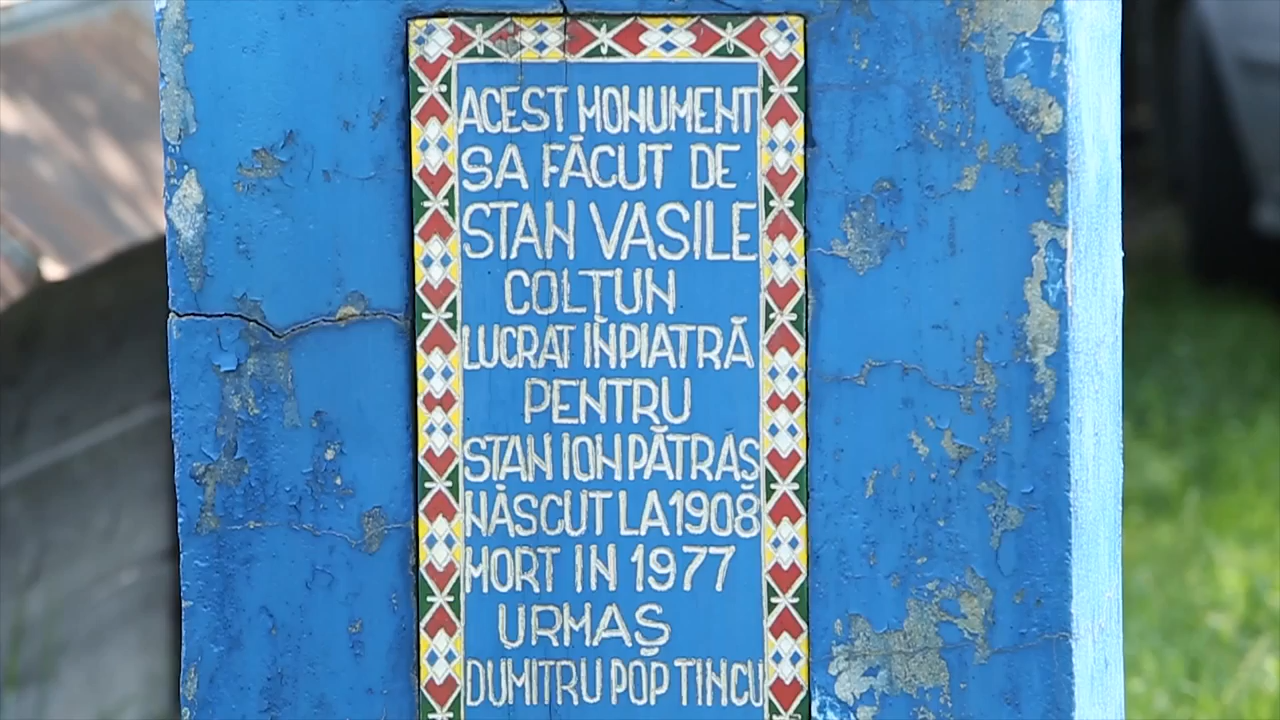 ACEST MONUMENT
SA FĂCUT DE
STAN VASILE
COLTUN
LUCRAT ÎNPIATRĂ
PENTRU
STAN ION PĂTRAȘ
NĂSCUT LA 1908
MORT IN 1977
URMAȘ
DUMITRU POP TINCU